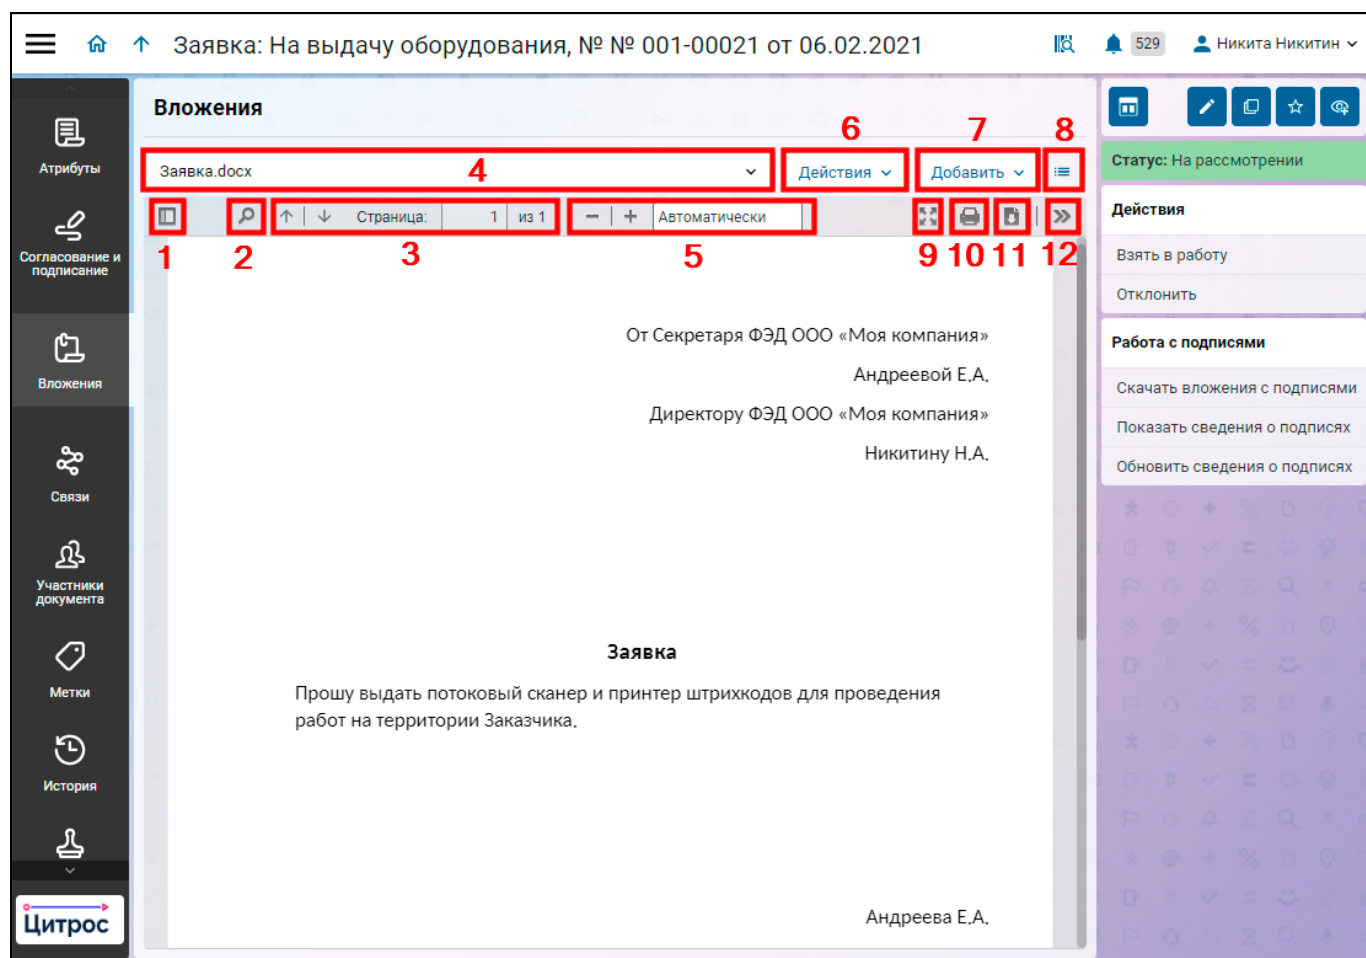 Заявка: На выдачу оборудования, № № 001-00021 от 06.02.2021
529
Никита Никитин
Атрибуты
Согласование и
подписание
Вложения
Связи
Участники
документа
Метки
История
Цитрос
Вложения
6
7
8
Заявка.docx
4
Действия
Добавить
Страница:
1
из 1
Автоматически
1
2
3
5
9
10
11
12
От Секретаря ФЭД ООО «Моя компания»
Андреевой Е.А.
Директору ФЭД ООО «Моя компания»
Никитину Н.А.
Заявка
Прошу выдать потоковый сканер и принтер штрихкодов для проведения
работ на территории Заказчика.
Андреева Е.А.
Статус: На рассмотрении
Действия
Взять в работу
Отклонить
Работа с подписями
Скачать вложения с подписями
Показать сведения о подписях
Обновить сведения о подписях